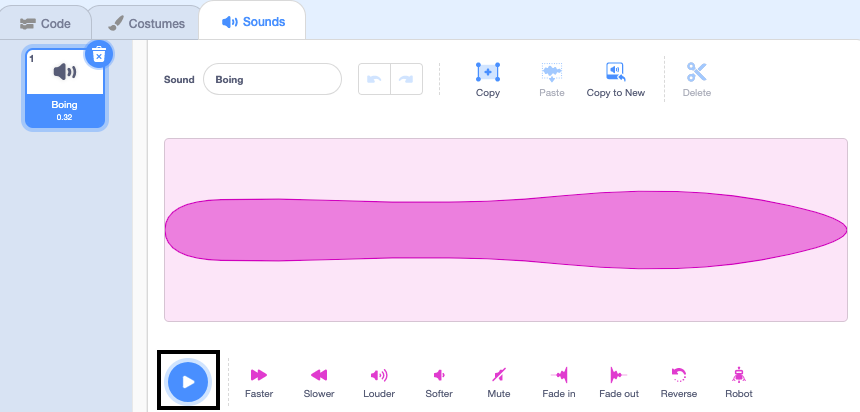 Code
Costumes
Sounds
1
Boing
0.32
Sound
Boing
Copy
Paste
Copy to New
Delete
Faster
Slower
Louder
Softer
Mute
Fade in
Fade out
Reverse
Robot